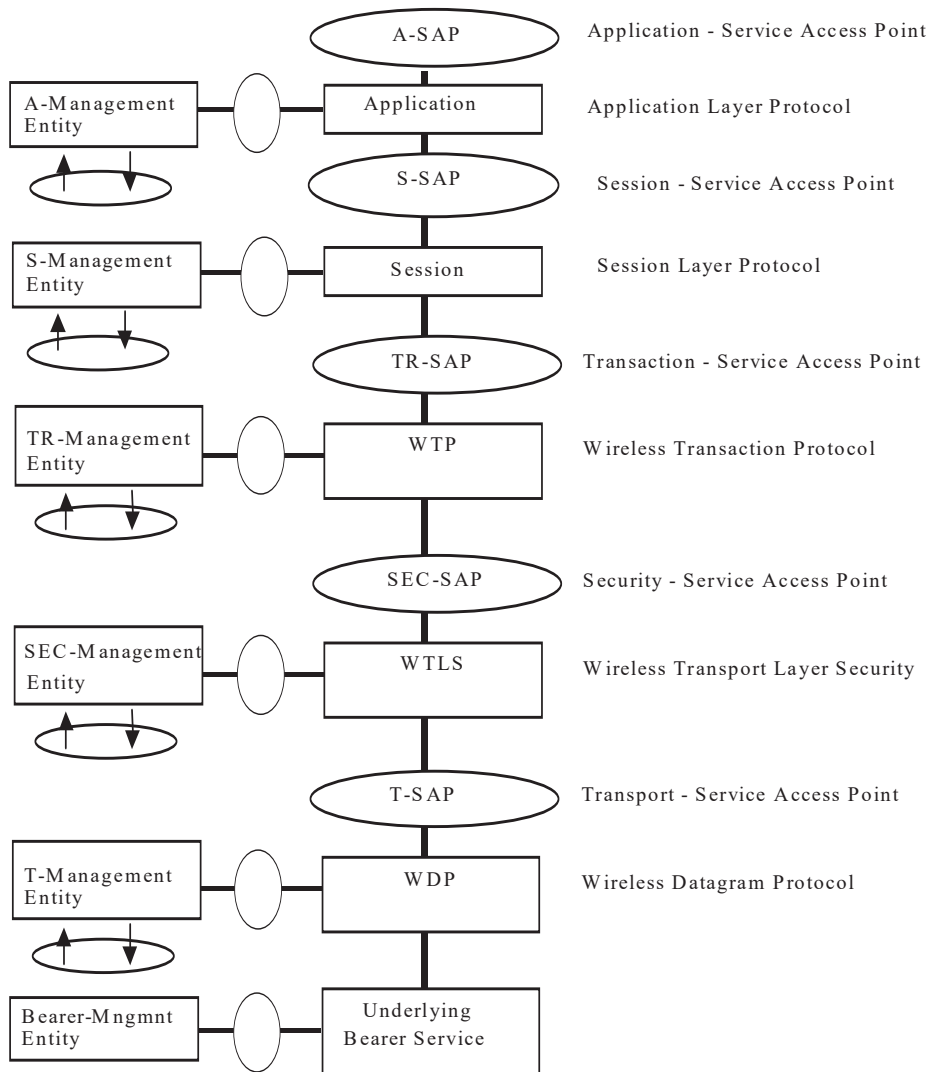 A-SAP
Application - Service Access Point
A-Management
Entity
Application
Application Layer Protocol
S-SAP
Session - Service Access Point
S-Management
Entity
Session
Session Layer Protocol
TR-SAP
Transaction - Service Access Point
TR-Management
Entity
WTP
Wireless Transaction Protocol
SEC-SAP
Security - Service Access Point
SEC-Management
Entity
WTLS
Wireless Transport Layer Security
T-SAP
Transport - Service Access Point
T-Management
Entity
WDP
Wireless Datagram Protocol
Bearer-Mngmnt
Entity
Underlying
Bearer Service